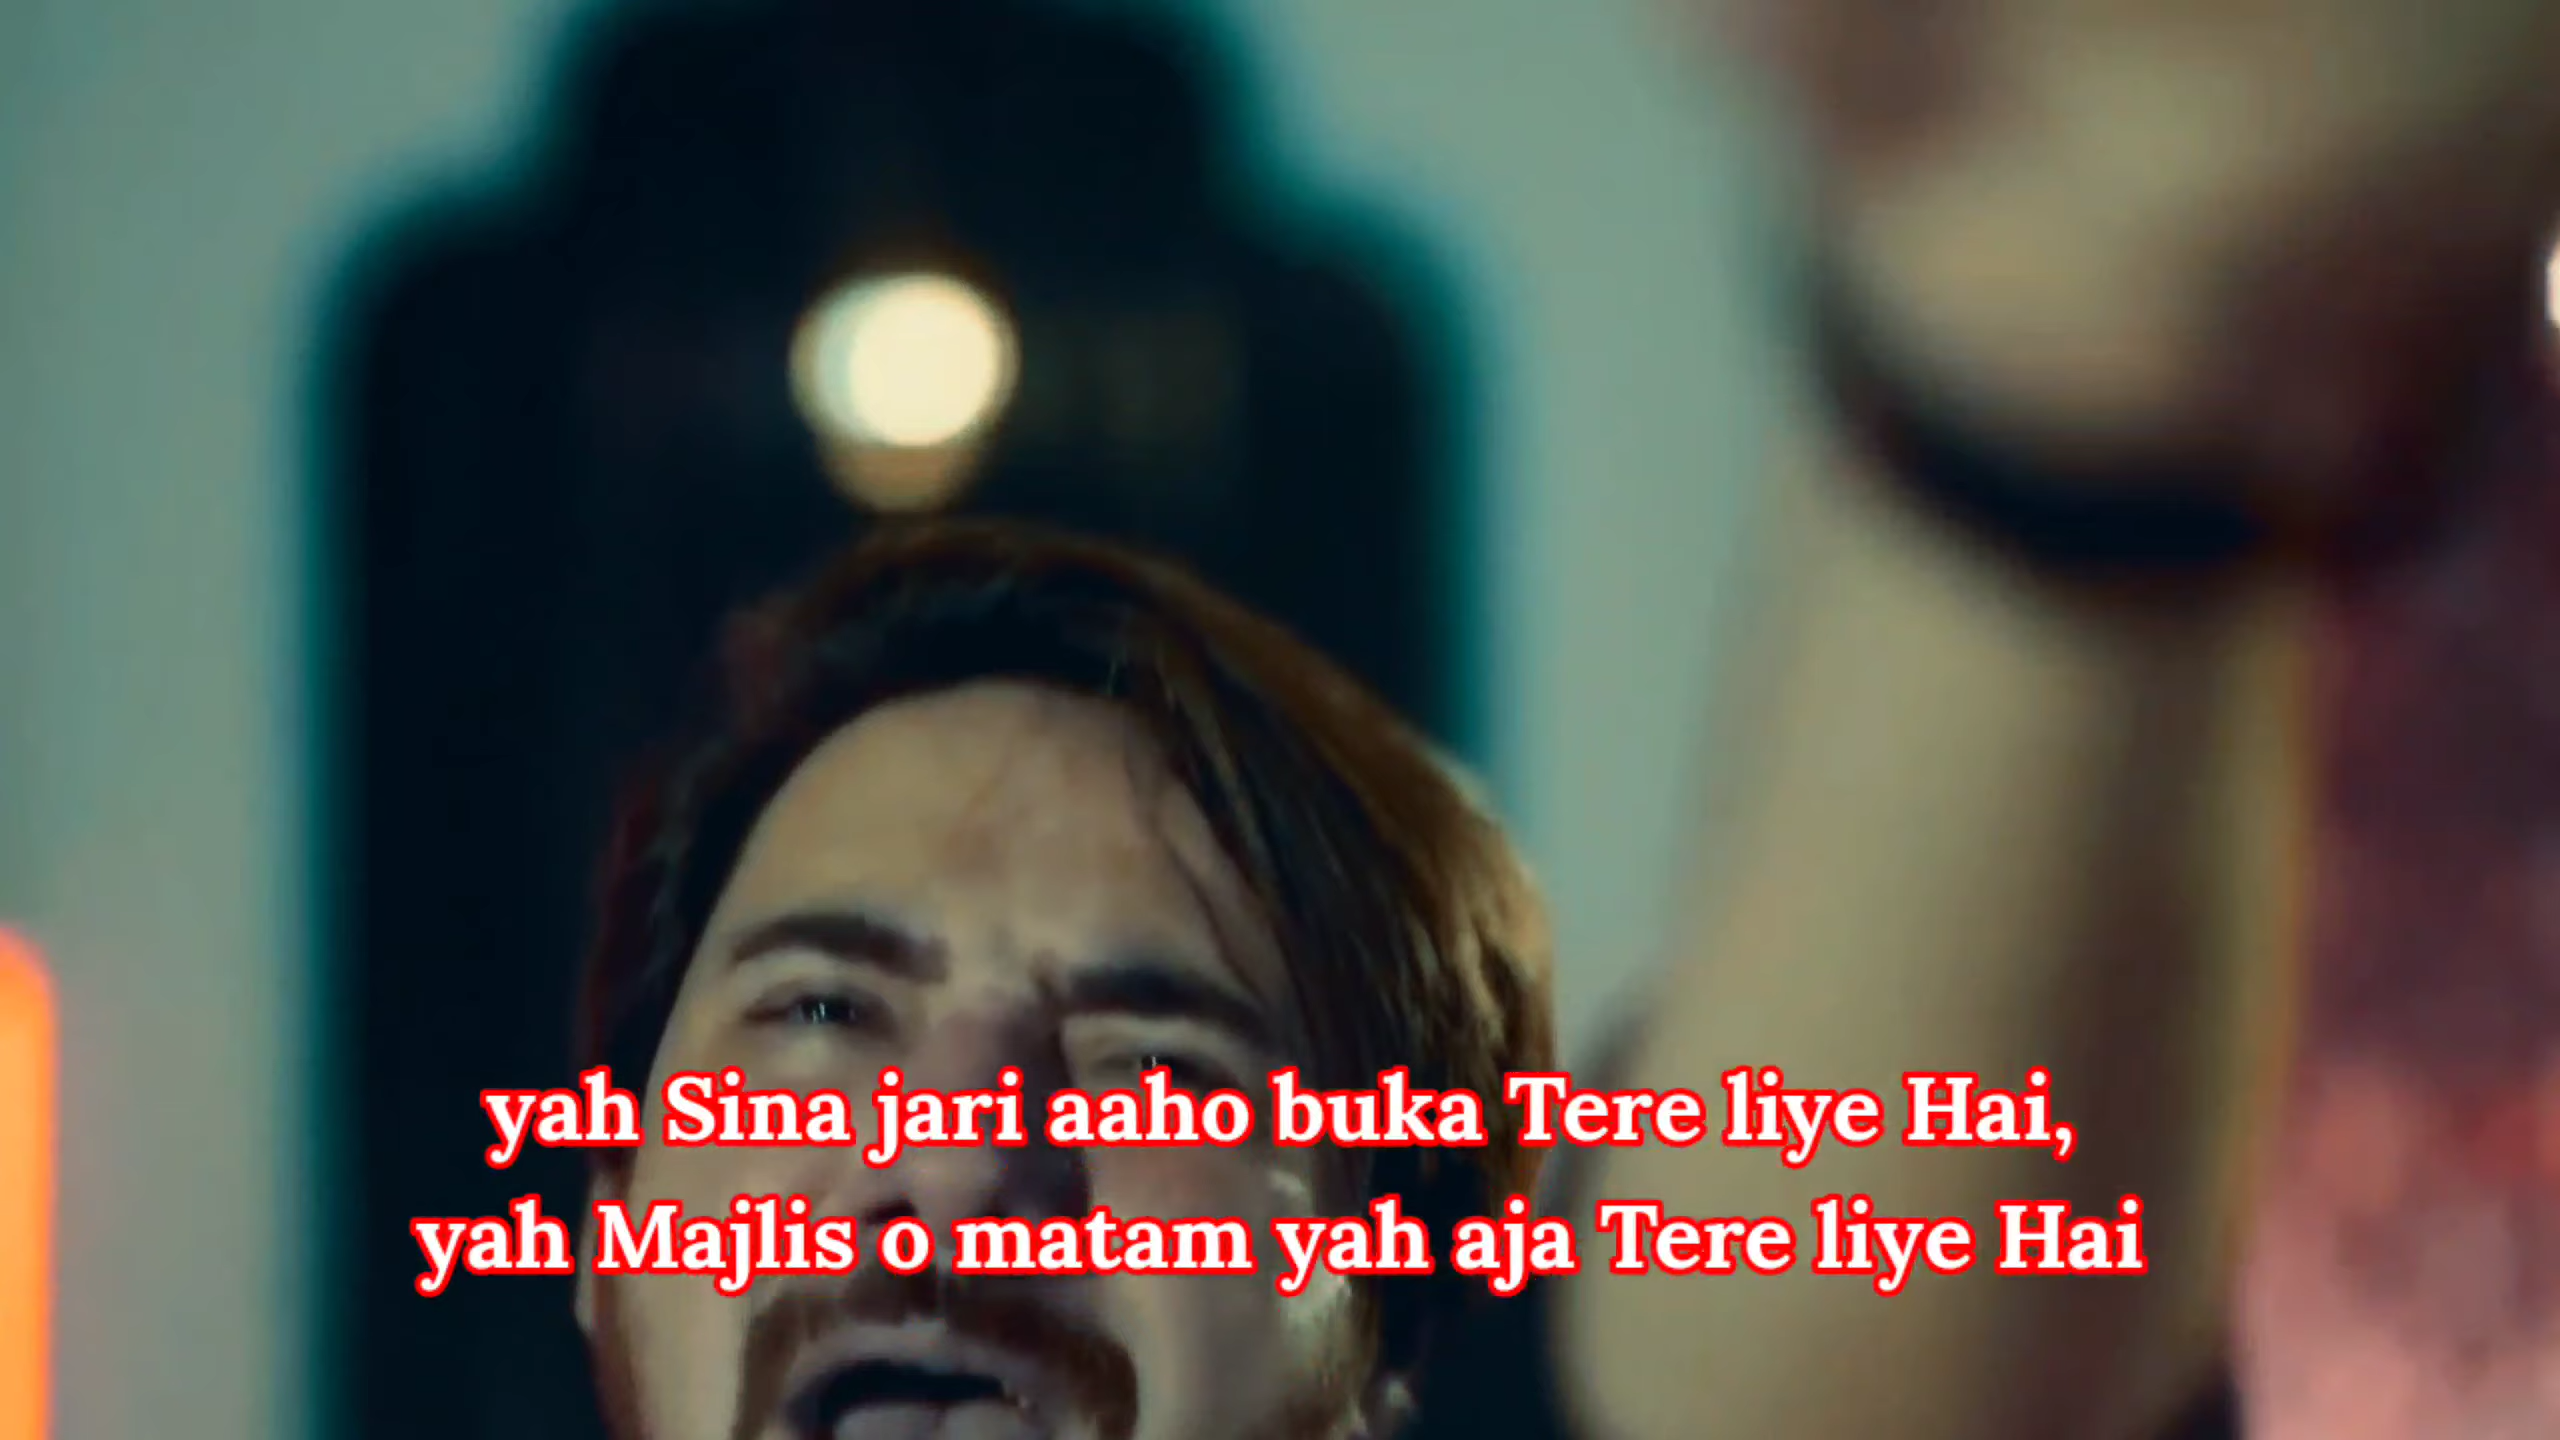 yah Sina jari aaho buka Tere liye Hai,
yah Majlis o matam yah aja Tere liye Hai